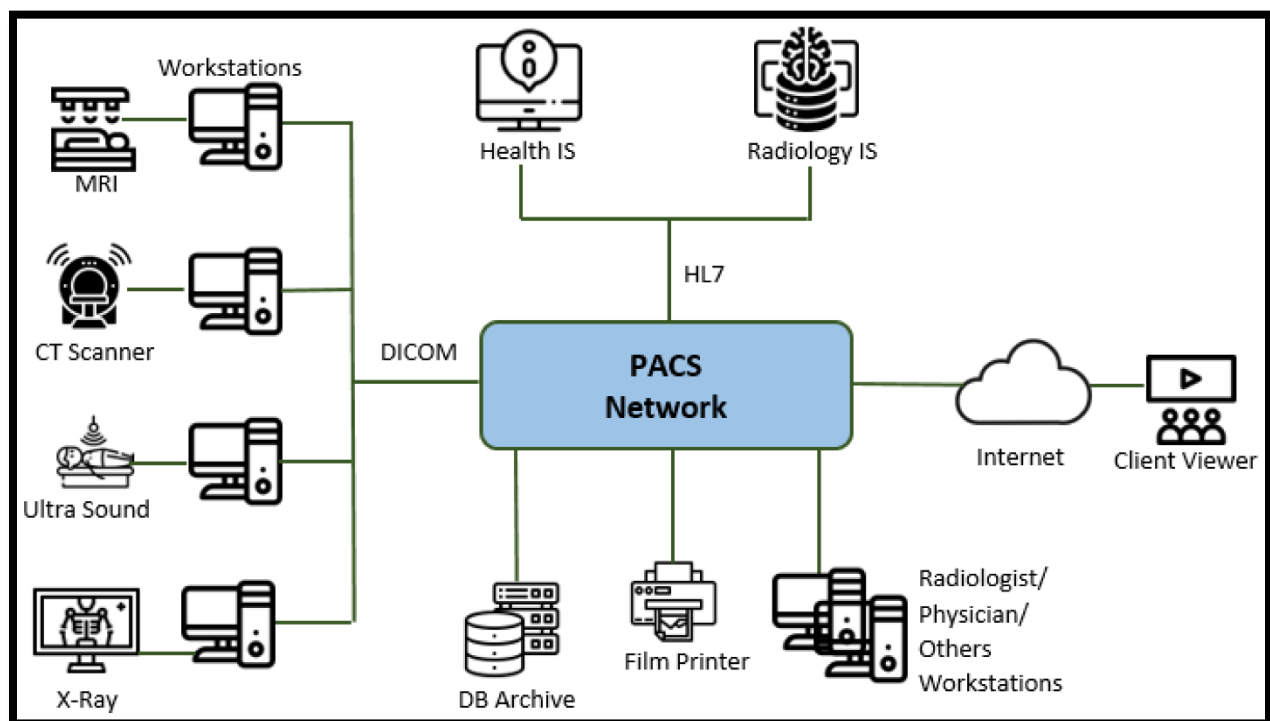 Workstations
MRI
CT Scanner
Ultra Sound
X-Ray
Health IS
Radiology IS
HL7
DICOM
PACS
Network
Internet
Client Viewer
DB Archive
Film Printer
Radiologist/
Physician/
Others
Workstations